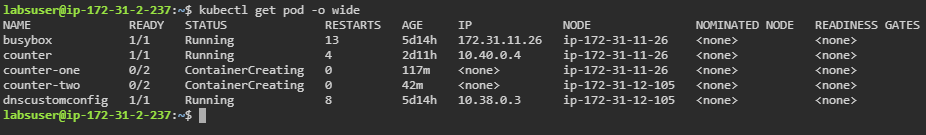 labsuser@ip-172-31-2-237:~$ kubectl get pod -o wide
NAME READY STATUS RESTARTS AGE IP NODE NOMINATED NODE READINESS GATES
busybox 1/1 Running 13 5d14h 172.31.11.26 ip-172-31-11-26 <none> <none>
counter 1/1 Running 4 2d11h 10.40.0.4 ip-172-31-11-26 <none> <none>
counter-one 0/2 ContainerCreating 0 117m <none> ip-172-31-11-26 <none> <none>
counter-two 0/2 ContainerCreating 0 42m <none> ip-172-31-12-105 <none> <none>
dnscustomconfig 1/1 Running 8 5d14h 10.38.0.3 ip-172-31-12-105 <none> <none>
labsuser@ip-172-31-2-237:~$